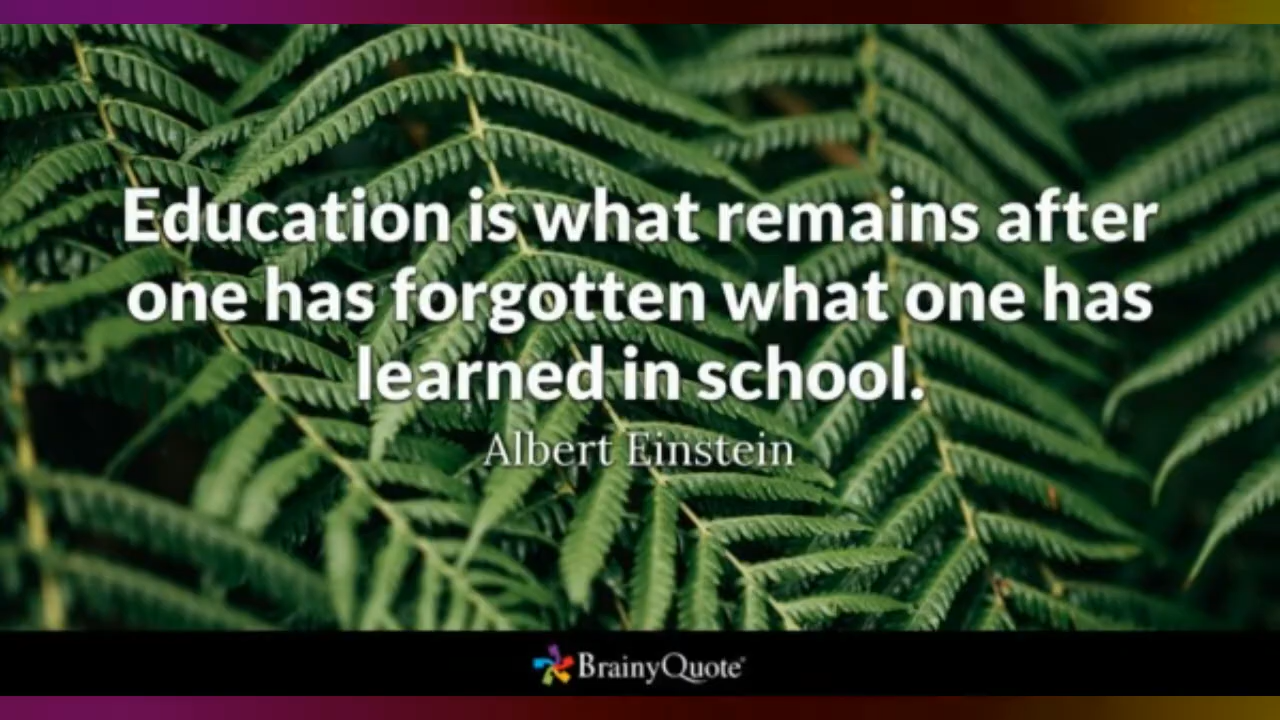 Education is what remains after
one has forgotten what one has
learned in school.
Albert Einstein
BrainyQuote®